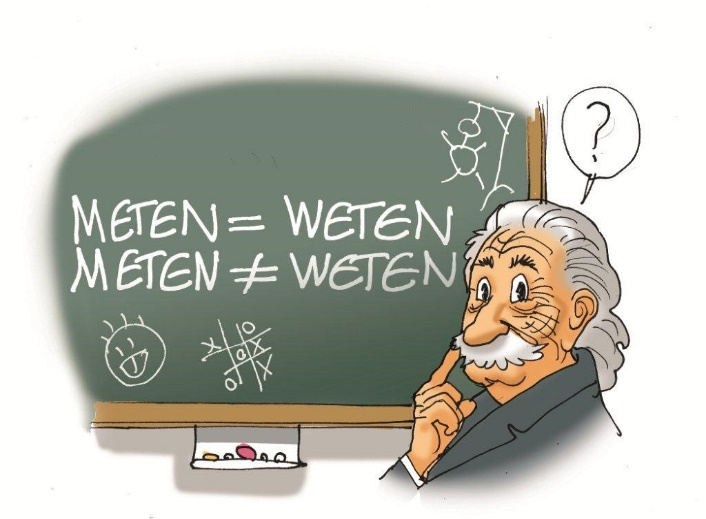 ?
METEN = WETEN
METEN ≠ WETEN